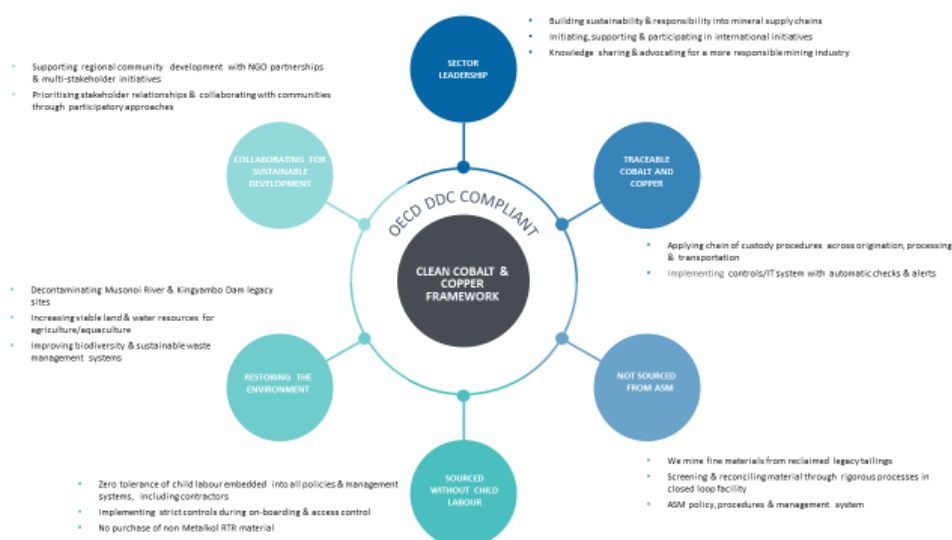 Building sustainability & responsibility into mineral supply chains
Initiating, supporting & participating in international initiatives
Knowledge sharing & advocating for a more responsible mining industry
SECTOR
LEADERSHIP
Supporting regional community development with NGO partnerships
& multi-stakeholder initiatives
Prioritising stakeholder relationships & collaborating with communities
through participatory approaches
COLLABORATING FOR
SUSTAINABLE
DEVELOPMENT
TRACEABLE
COBALT AND
COPPER
OECD DDC COMPLIANT
CLEAN COBALT &
COPPER
FRAMEWORK
Applying chain of custody procedures across origination, processing
& transportation
Implementing controls/IT system with automatic checks & alerts
Decontaminating Musonoi River & Kingyambo Dam legacy
sites
Increasing viable land & water resources for
agriculture/aquaculture
Improving biodiversity & sustainable waste
management systems
RESTORING THE
ENVIRONMENT
NOT SOURCED
FROM ASM
We mine fine materials from reclaimed legacy tailings
Screening & reconciling material through rigorous processes in
closed loop facility
ASM policy, procedures & management system
SOURCED
WITHOUT CHILD
LABOUR
Zero tolerance of child labour embedded into all policies & management
systems, including contractors
Implementing strict controls during on-boarding & access control
No purchase of non Metalkol RTR material